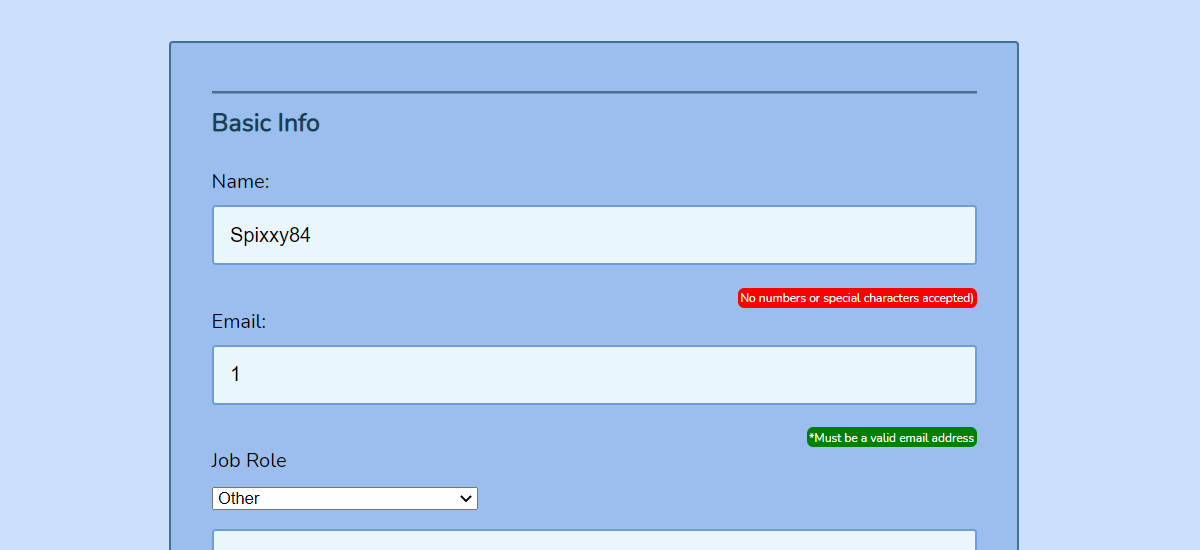 Basic Info
Name:
Spixxy84
No numbers or special characters accepted)
Email:
1
*Must be a valid email address
Job Role
Other